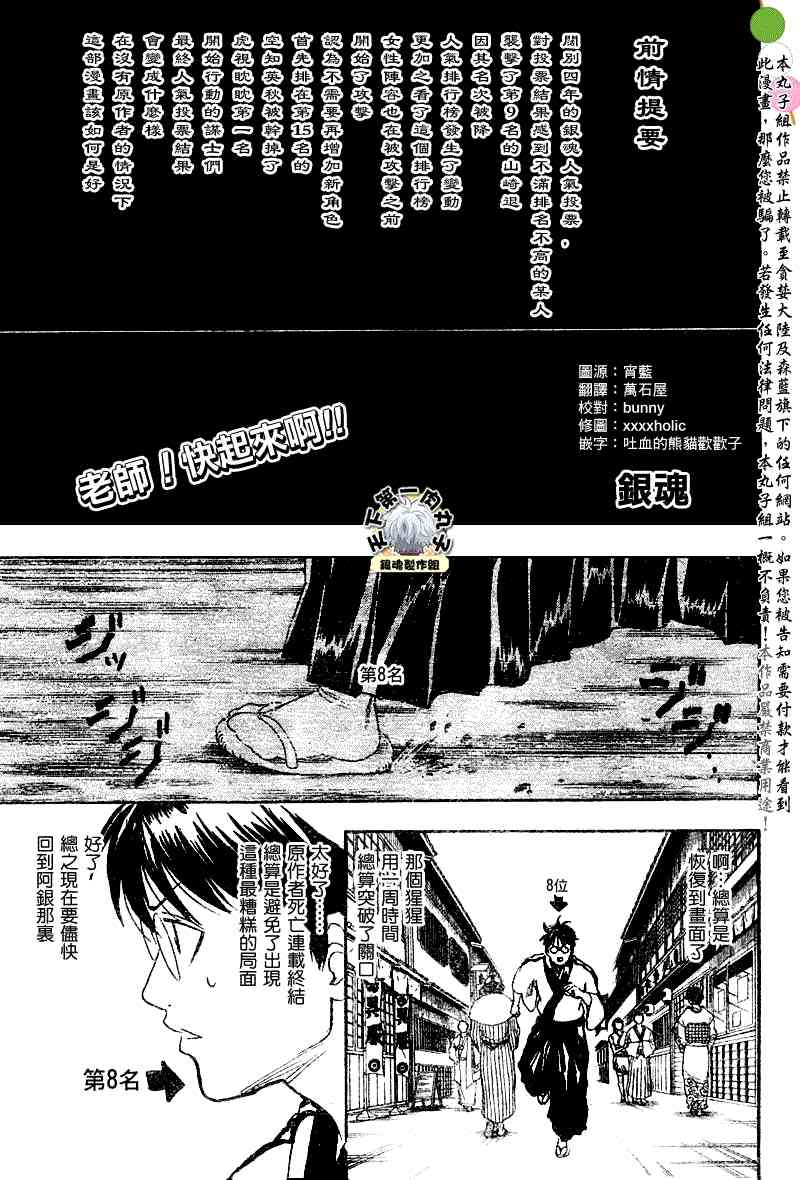 前情提要
闊別四年的銀魂人氣投票，
對投票結果感到不滿排名不高的某人
襲擊了第9名的山崎退
因其名次被降
人氣排行榜發生了變動
更加之看了這個排行榜
女性陣容也在被攻擊之前
開始了攻擊
認為不需要再增加新角色
首先排在第15名的
空知英秋被幹掉了
虎視眈眈第一名
開始行動的謀士們
最終人氣投票結果
會變成什麼樣
在沒有原作者的情況下
這部漫畫該如何是好
圖源：宵藍
翻譯：萬石屋
校對：bunny
修圖：xxxxholic
嵌字：吐血的熊貓歡歡子
銀魂
老師！快起來啊!!
天下第一肉丸子
銀魂製作組
本丸子組作品禁止轉載至貪婪大陸及森藍旗下的任何網站。如果您被告知需要付款才能看到
此漫畫，那麼您被騙了。若發生任何法律問題，本丸子組一概不負責！本作品嚴禁商業用途！
ジッ
第8名
ジジ
啊…總算是
恢復到畫面了
8位
那個猩猩
用一周時間
總算突破了關口
太好了……
原作者死亡連載終結
總算是避免了出現
這種最糟糕的局面
好了，
總之現在要儘快
回到阿銀那裏
第8名